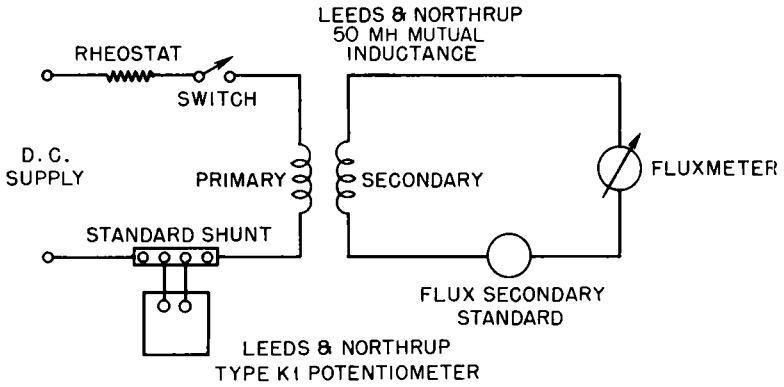 LEEDS & NORTHRUP
50 MH MUTUAL
INDUCTANCE
RHEOSTAT
SWITCH
D.C.
SUPPLY
PRIMARY
SECONDARY
FLUXMETER
STANDARD SHUNT
FLUX SECONDARY
STANDARD
LEEDS & NORTHRUP
TYPE K1 POTENTIOMETER